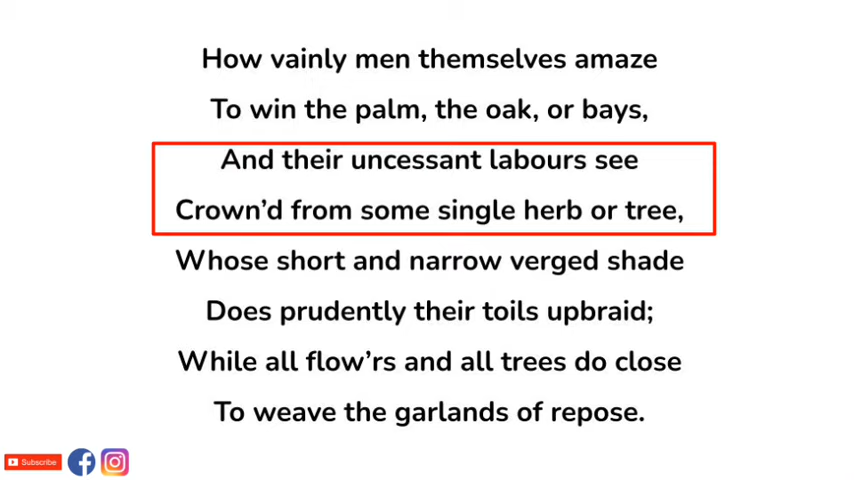 How vainly men themselves amaze
To win the palm, the oak, or bays,
And their uncessant labours see
Crown’d from some single herb or tree,
Whose short and narrow verged shade
Does prudently their toils upbraid;
While all flow’rs and all trees do close
To weave the garlands of repose.
Subscribe